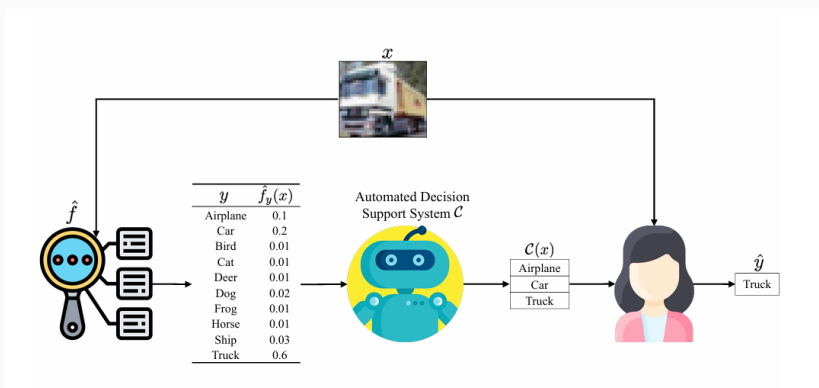 x
f̂
y f̂_y(x)
Airplane 0.1
Car 0.2
Bird 0.01
Cat 0.01
Deer 0.01
Dog 0.02
Frog 0.01
Horse 0.01
Ship 0.03
Truck 0.6
Automated Decision
Support System 𝒞
𝒞(x)
Airplane
Car
Truck
ŷ
Truck